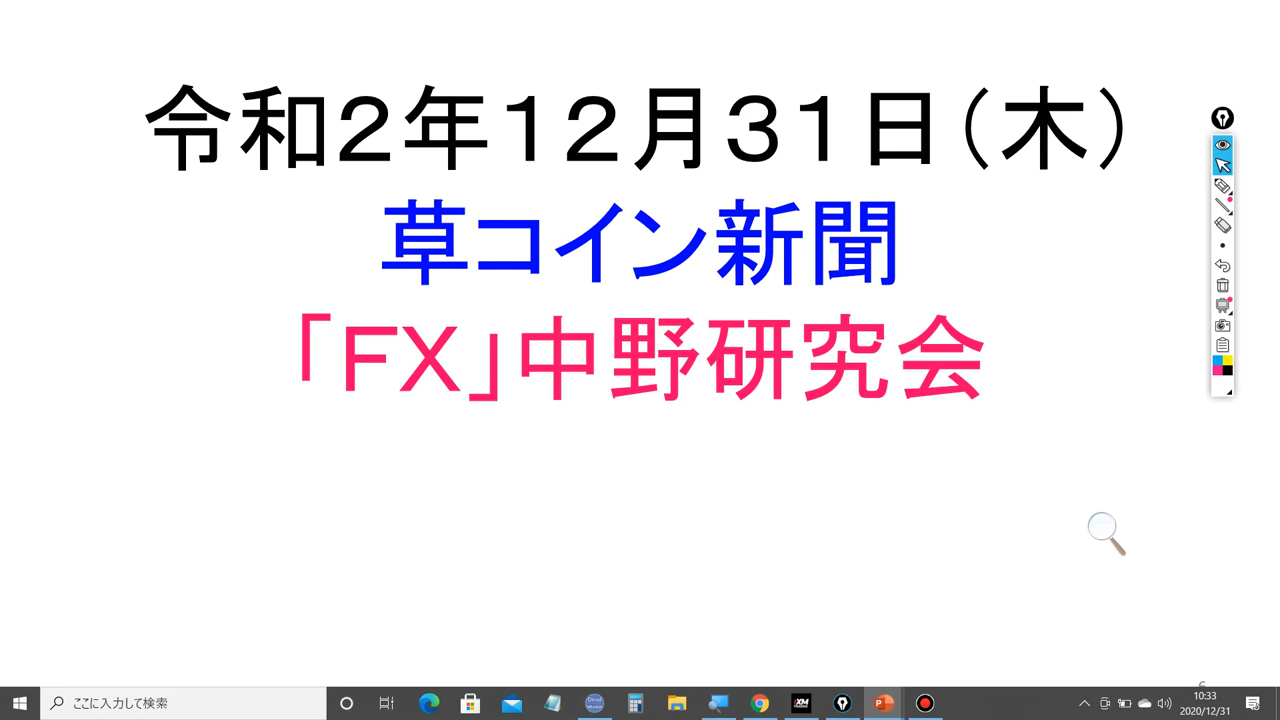 令和２年１２月３１日（木）
草コイン新聞
「ＦＸ」中野研究会
6
ここに入力して検索
10:33
2020/12/31